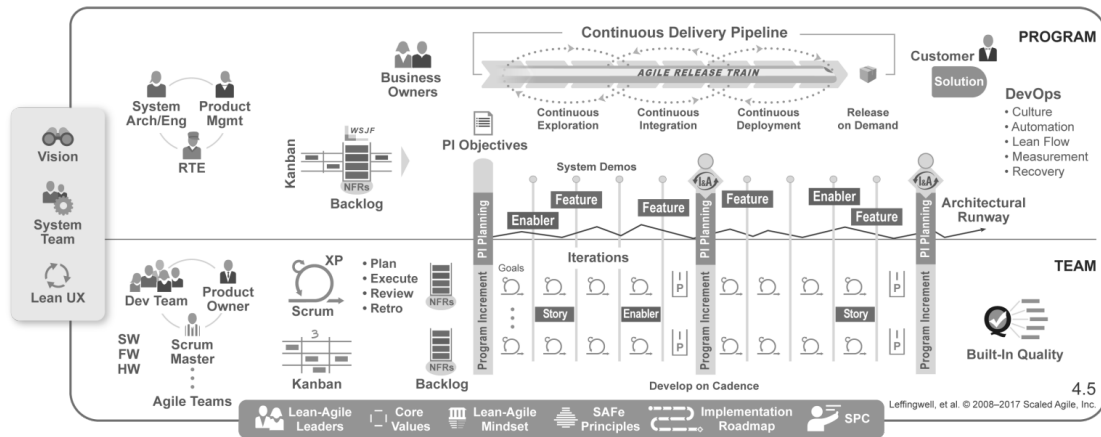 Continuous Delivery Pipeline
PROGRAM
AGILE RELEASE TRAIN
Continuous
Exploration
Continuous
Integration
Continuous
Deployment
Release
on Demand
Customer
Solution
DevOps
• Culture
• Automation
• Lean Flow
• Measurement
• Recovery
Business
Owners
System
Arch/Eng
Product
Mgmt
RTE
Vision
System
Team
Lean UX
Kanban
WSJF
NFRs
Backlog
PI Objectives
System Demos
PI Planning
Enabler
Feature
Feature
I&A
PI Planning
Feature
Enabler
Feature
I&A
PI Planning
Architectural
Runway
TEAM
Dev Team
Product
Owner
Scrum
Master
SW
FW
HW
Agile Teams
XP
Scrum
• Plan
• Execute
• Review
• Retro
3
Kanban
NFRs
NFRs
Backlog
Program Increment
Goals
Iterations
Story
Enabler
I
P
I
P
Program Increment
Story
I
P
I
P
Program Increment
Develop on Cadence
Built-In Quality
4.5
Leffingwell, et al. © 2008–2017 Scaled Agile, Inc.
Lean-Agile
Leaders
Core
Values
Lean-Agile
Mindset
SAFe
Principles
Implementation
Roadmap
SPC